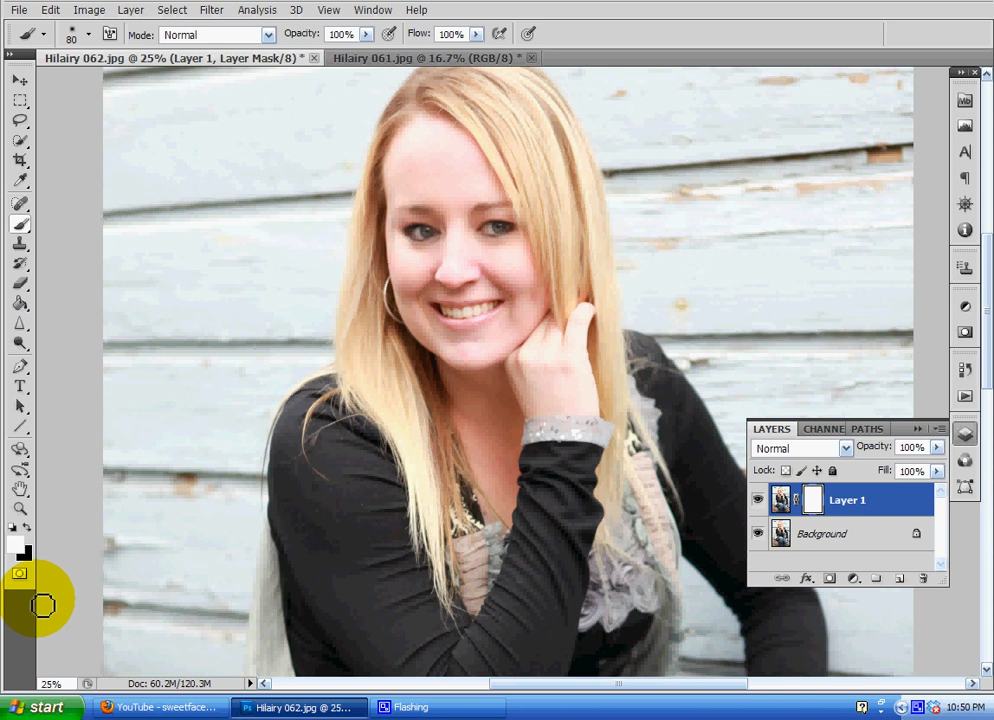 File Edit Image Layer Select Filter Analysis 3D View Window Help
80 Mode: Normal Opacity: 100% Flow: 100%
Hilairy 062.jpg @ 25% (Layer 1, Layer Mask/8) * Hilairy 061.jpg @ 16.7% (RGB/8) *
Mb
A
T
LAYERS CHANNE PATHS
Normal Opacity: 100%
Lock: Fill: 100%
Layer 1
Background
fx
25% Doc: 60.2M/120.3M
start YouTube - sweetface... Ps Hilairy 062.jpg @ 25... Flashing 10:50 PM